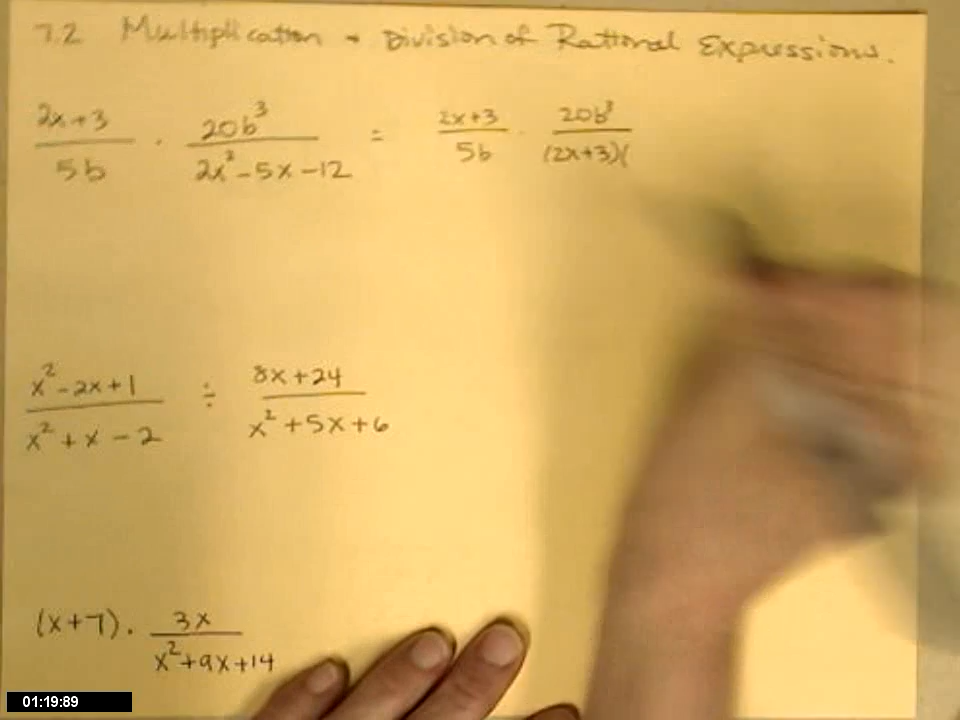 7.2 Multiplication + Division of Rational Expressions.
2x+3 / 5b · 20b³ / 2x²-5x-12 = 2x+3 / 5b · 20b³ / (2x+3)(
x²-2x+1 / x²+x-2 ÷ 8x+24 / x²+5x+6
(x+7) · 3x / x²+9x+14
01:19:89